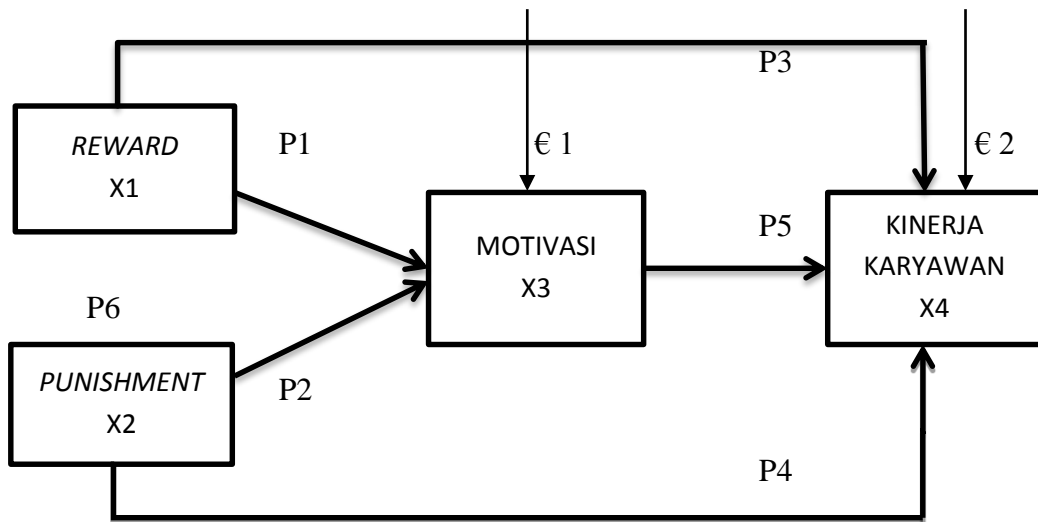 P3
REWARD
X1
P1
€ 1
€ 2
MOTIVASI
X3
P5
KINERJA
KARYAWAN
X4
P6
PUNISHMENT
X2
P2
P4